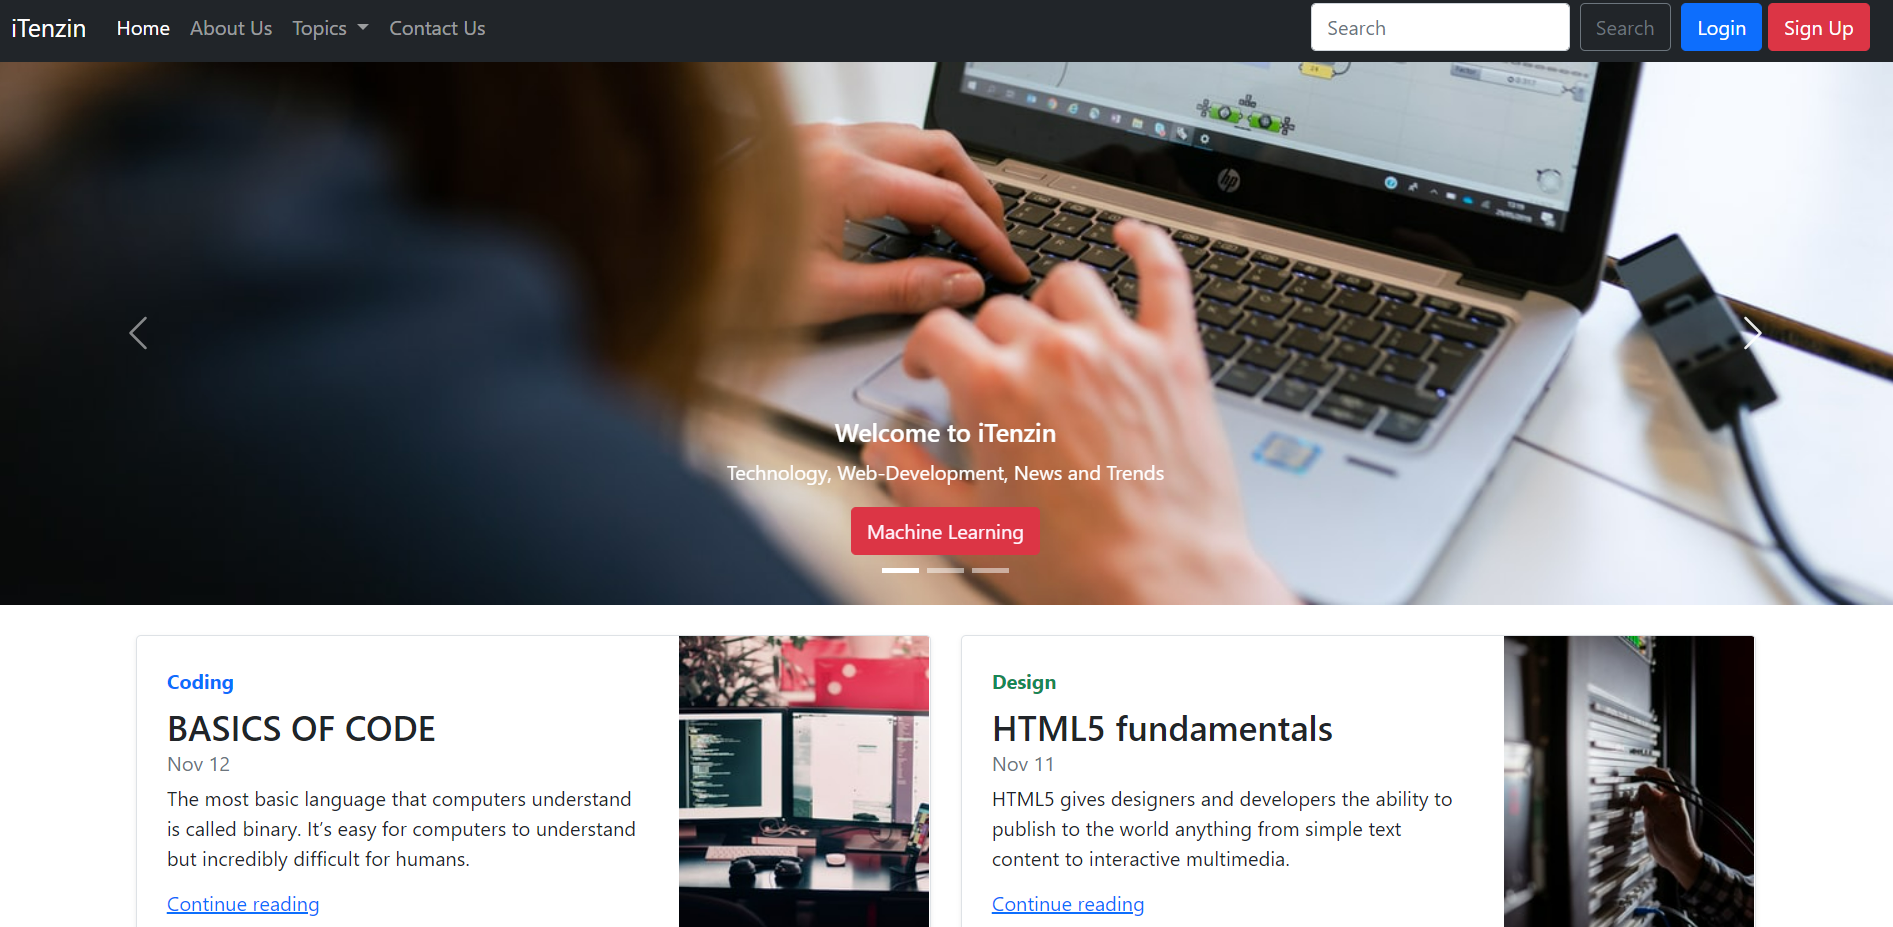 iTenzin Home About Us Topics Contact Us Search Search Login Sign Up
hp
Welcome to iTenzin
Technology, Web-Development, News and Trends
Machine Learning
Coding
BASICS OF CODE
Nov 12
The most basic language that computers understand
is called binary. It’s easy for computers to understand
but incredibly difficult for humans.
Continue reading
Design
HTML5 fundamentals
Nov 11
HTML5 gives designers and developers the ability to
publish to the world anything from simple text
content to interactive multimedia.
Continue reading